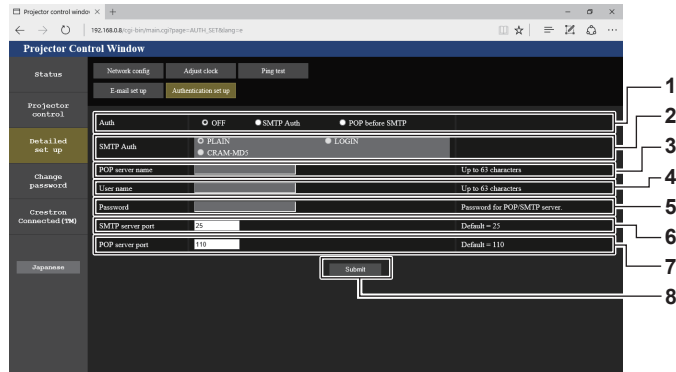 Projector control windov × +
192.168.0.8/cgi-bin/main.cgi?page=AUTH_SET&lang=e
Projector Control Window
Status
Network config Adjust clock Ping test
E-mail set up Authentication set up
Projector
control
Detailed
set up
Change
password
Crestron
Connected(TM)
Japanese
Auth OFF SMTP Auth POP before SMTP
SMTP Auth PLAIN LOGIN
CRAM-MD5
POP server name Up to 63 characters
User name Up to 63 characters
Password Password for POP/SMTP server.
SMTP server port 25 Default = 25
POP server port 110 Default = 110
Submit
1
2
3
4
5
6
7
8